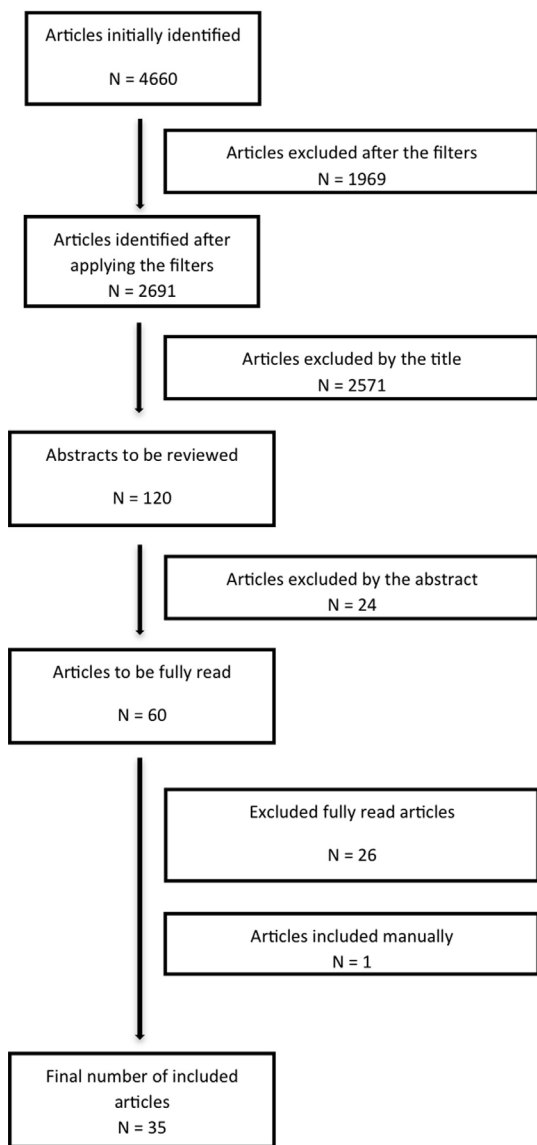 Articles initially identified
N = 4660
Articles excluded after the filters
N = 1969
Articles identified after
applying the filters
N = 2691
Articles excluded by the title
N = 2571
Abstracts to be reviewed
N = 120
Articles excluded by the abstract
N = 24
Articles to be fully read
N = 60
Excluded fully read articles
N = 26
Articles included manually
N = 1
Final number of included
articles
N = 35